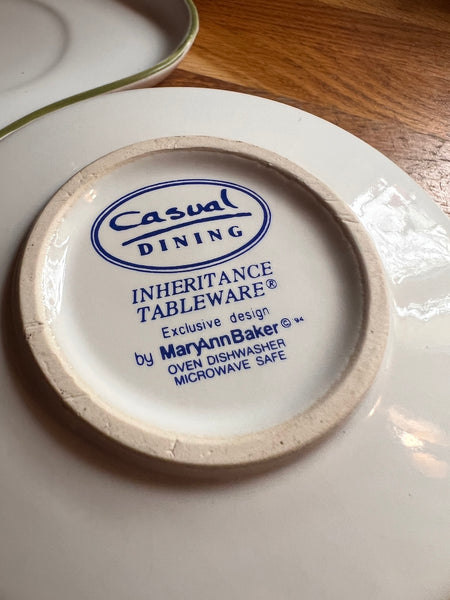 Casual
DINING
INHERITANCE
TABLEWARE®
Exclusive design
by MaryAnnBaker © '94
OVEN DISHWASHER
MICROWAVE SAFE